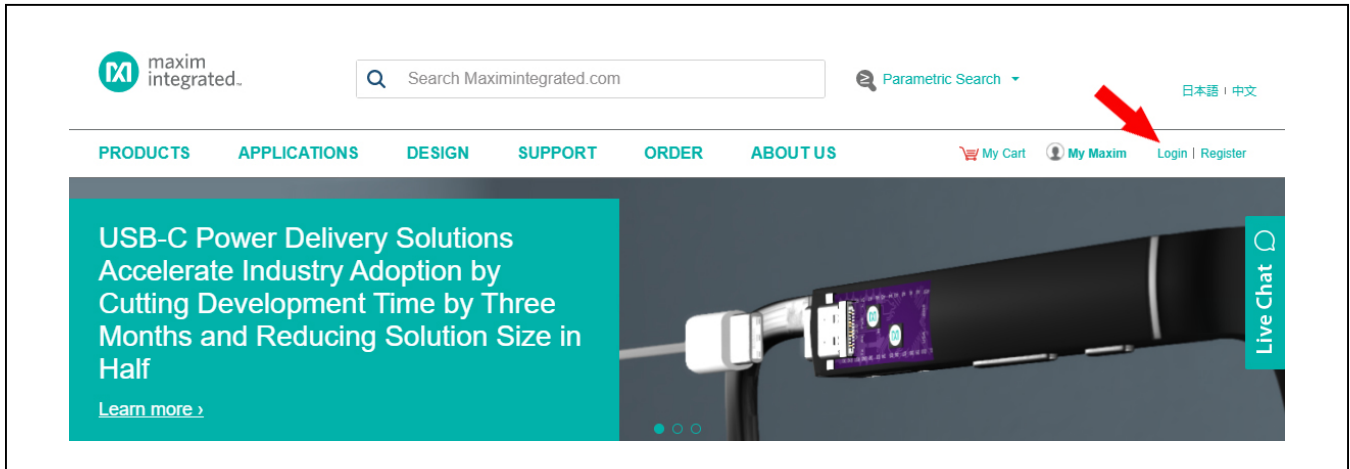 maxim
integrated™
Search Maximintegrated.com
Parametric Search
日本語 | 中文
PRODUCTS APPLICATIONS DESIGN SUPPORT ORDER ABOUT US My Cart My Maxim Login | Register
USB-C Power Delivery Solutions
Accelerate Industry Adoption by
Cutting Development Time by Three
Months and Reducing Solution Size in
Half
Learn more ›
Live Chat